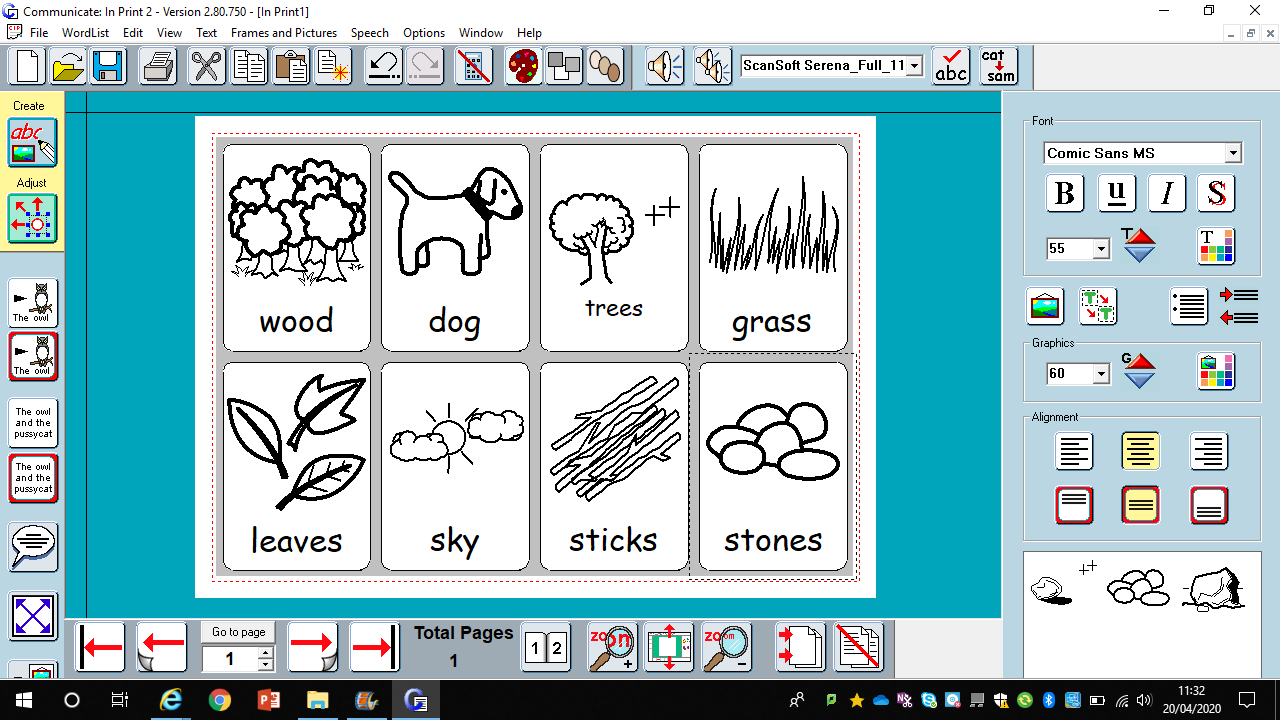 Communicate: In Print 2 - Version 2.80.750 - [In Print1]
File WordList Edit View Text Frames and Pictures Speech Options Window Help
ScanSoft Serena_Full_11
abc
cat
sam
Create
abc
Adjust
The owl
The owl
The owl
and the
pussycat
The owl
and the
pussycat
wood
dog
trees
grass
leaves
sky
sticks
stones
Font
Comic Sans MS
B u I S
55
T
T
T
T
Graphics
60
G
Alignment
Go to page
1
Total Pages
1
1 2
zoom
+
zoom
-
11:32
20/04/2020